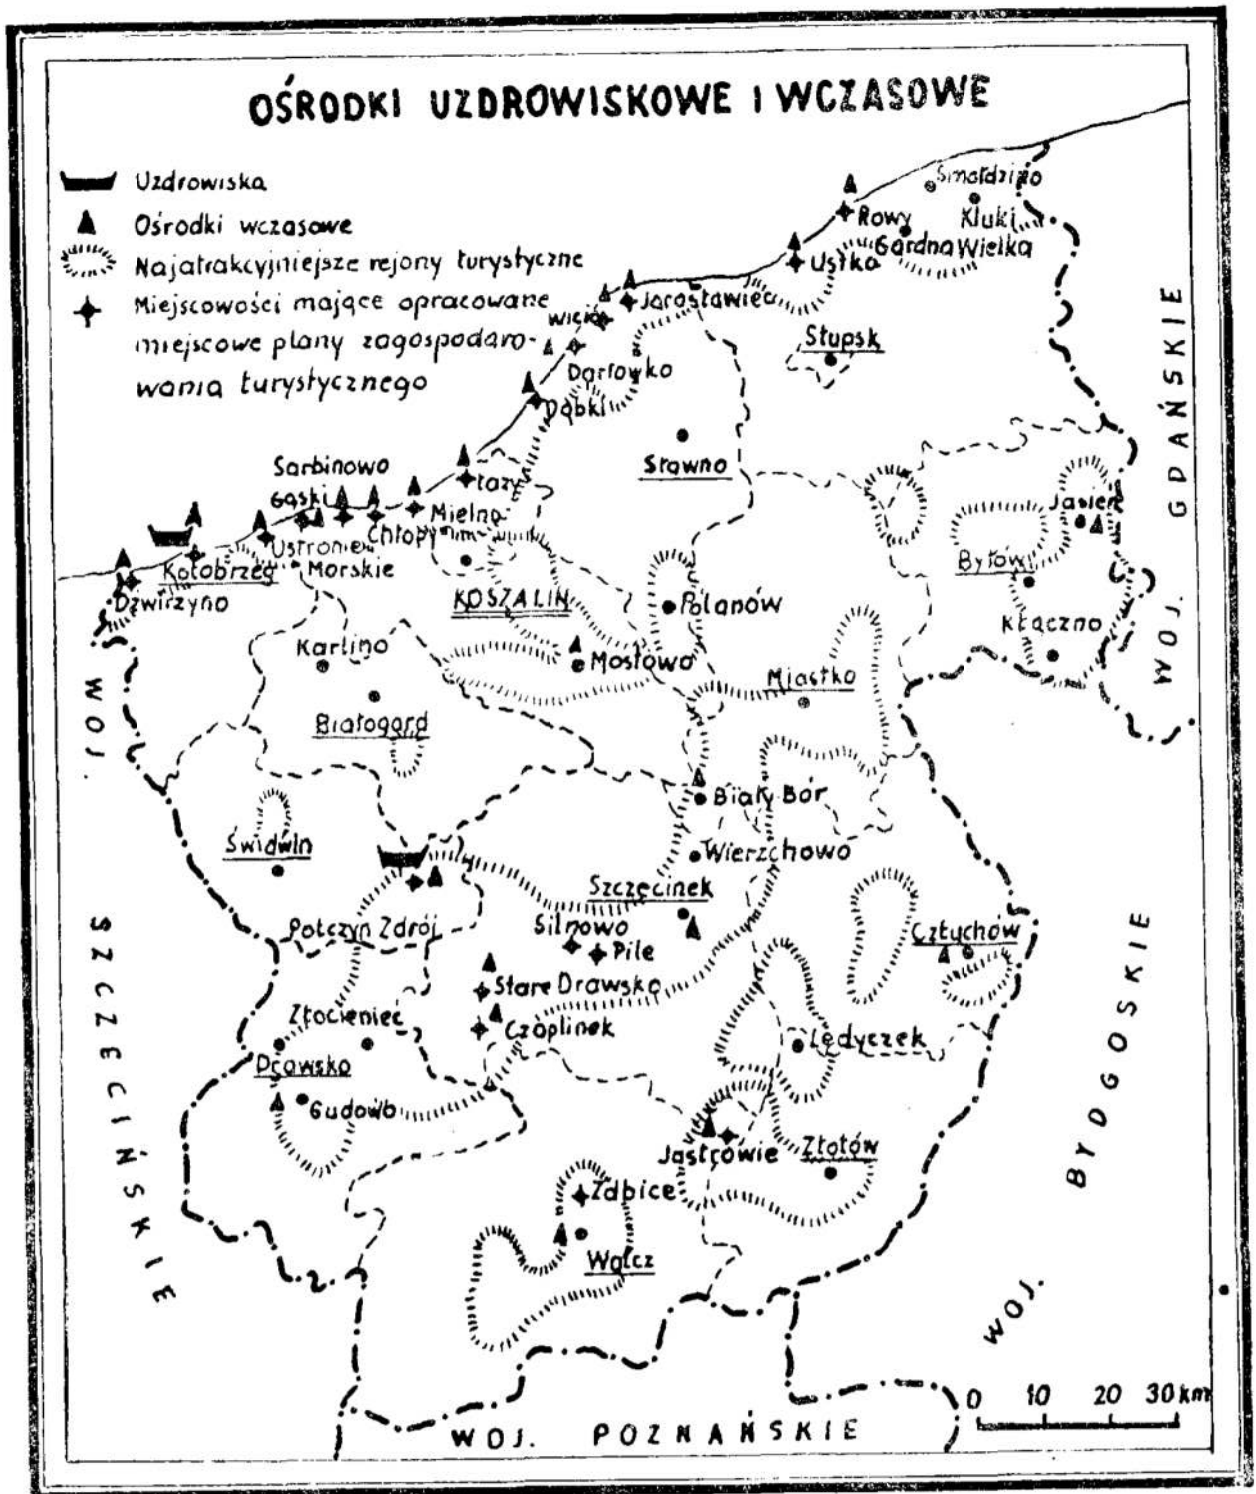 OŚRODKI UZDROWISKOWE I WCZASOWE
Uzdrowiska
Ośrodki wczasowe
Najatrakcyjniejsze rejony turystyczne
Miejscowości mające opracowane
miejscowe plany zagospodaro-
wania turystycznego
Smołdzino
Rowy
Kluki
Gardna Wielka
Ustka
Jarosławiec
Wicie
Słupsk
Darłówko
Dąbki
Sławno
Sarbinowo
Gąski
Łazy
Mielno
Chłopy
Jasień
Ustronie
Morskie
Kołobrzeg
Bytów
Dźwirzyno
KOSZALIN
Polanów
Kłączno
Karlino
Mostowo
Miastko
Białogard
Biały Bór
Świdwin
Wierzchowo
Szczecinek
Połczyn Zdrój
Silnowo
Pile
Człuchów
Stare Drawsko
Złocieniec
Czaplinek
Lędyczek
Drawsko
Gudowo
Jastrowie
Złotów
Zdbice
Wałcz
WOJ. SZCZECIŃSKIE
WOJ. GDAŃSKIE
WOJ. BYDGOSKIE
WOJ. POZNAŃSKIE
0 10 20 30 km